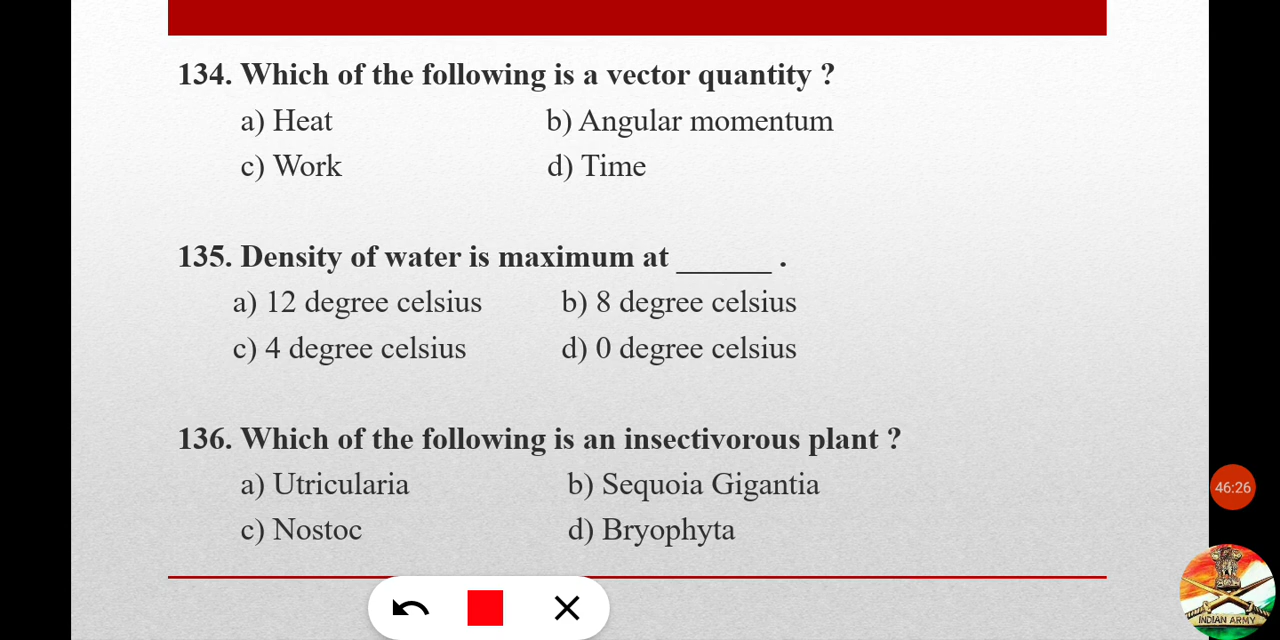 134. Which of the following is a vector quantity ?
a) Heat b) Angular momentum
c) Work d) Time
135. Density of water is maximum at ______ .
a) 12 degree celsius b) 8 degree celsius
c) 4 degree celsius d) 0 degree celsius
136. Which of the following is an insectivorous plant ?
a) Utricularia b) Sequoia Gigantia
c) Nostoc d) Bryophyta
46:26
INDIAN ARMY